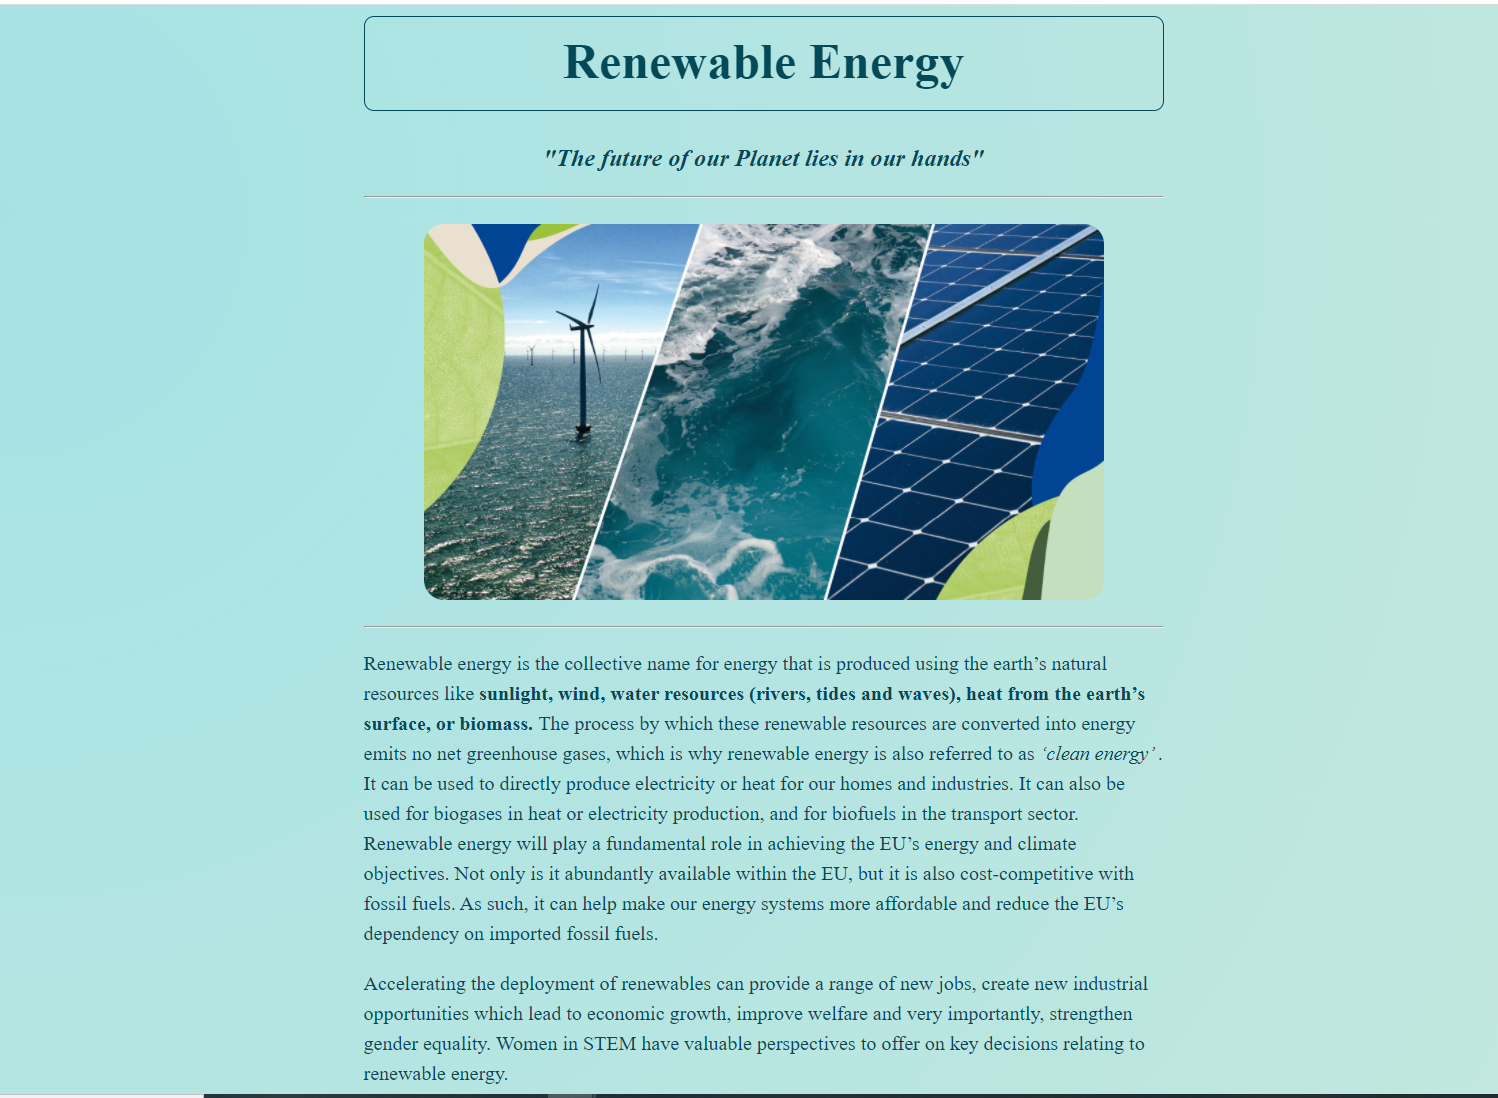 Renewable Energy
"The future of our Planet lies in our hands"
Renewable energy is the collective name for energy that is produced using the earth’s natural
resources like sunlight, wind, water resources (rivers, tides and waves), heat from the earth’s
surface, or biomass. The process by which these renewable resources are converted into energy
emits no net greenhouse gases, which is why renewable energy is also referred to as ‘clean energy’ .
It can be used to directly produce electricity or heat for our homes and industries. It can also be
used for biogases in heat or electricity production, and for biofuels in the transport sector.
Renewable energy will play a fundamental role in achieving the EU’s energy and climate
objectives. Not only is it abundantly available within the EU, but it is also cost-competitive with
fossil fuels. As such, it can help make our energy systems more affordable and reduce the EU’s
dependency on imported fossil fuels.
Accelerating the deployment of renewables can provide a range of new jobs, create new industrial
opportunities which lead to economic growth, improve welfare and very importantly, strengthen
gender equality. Women in STEM have valuable perspectives to offer on key decisions relating to
renewable energy.